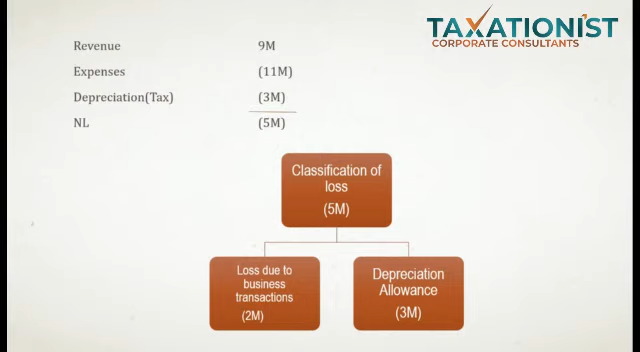 TAXATIONIST
CORPORATE CONSULTANTS
Revenue 9M
Expenses (11M)
Depreciation(Tax) (3M)
NL (5M)
Classification of
loss
(5M)
Loss due to
business
transactions
(2M)
Depreciation
Allowance
(3M)